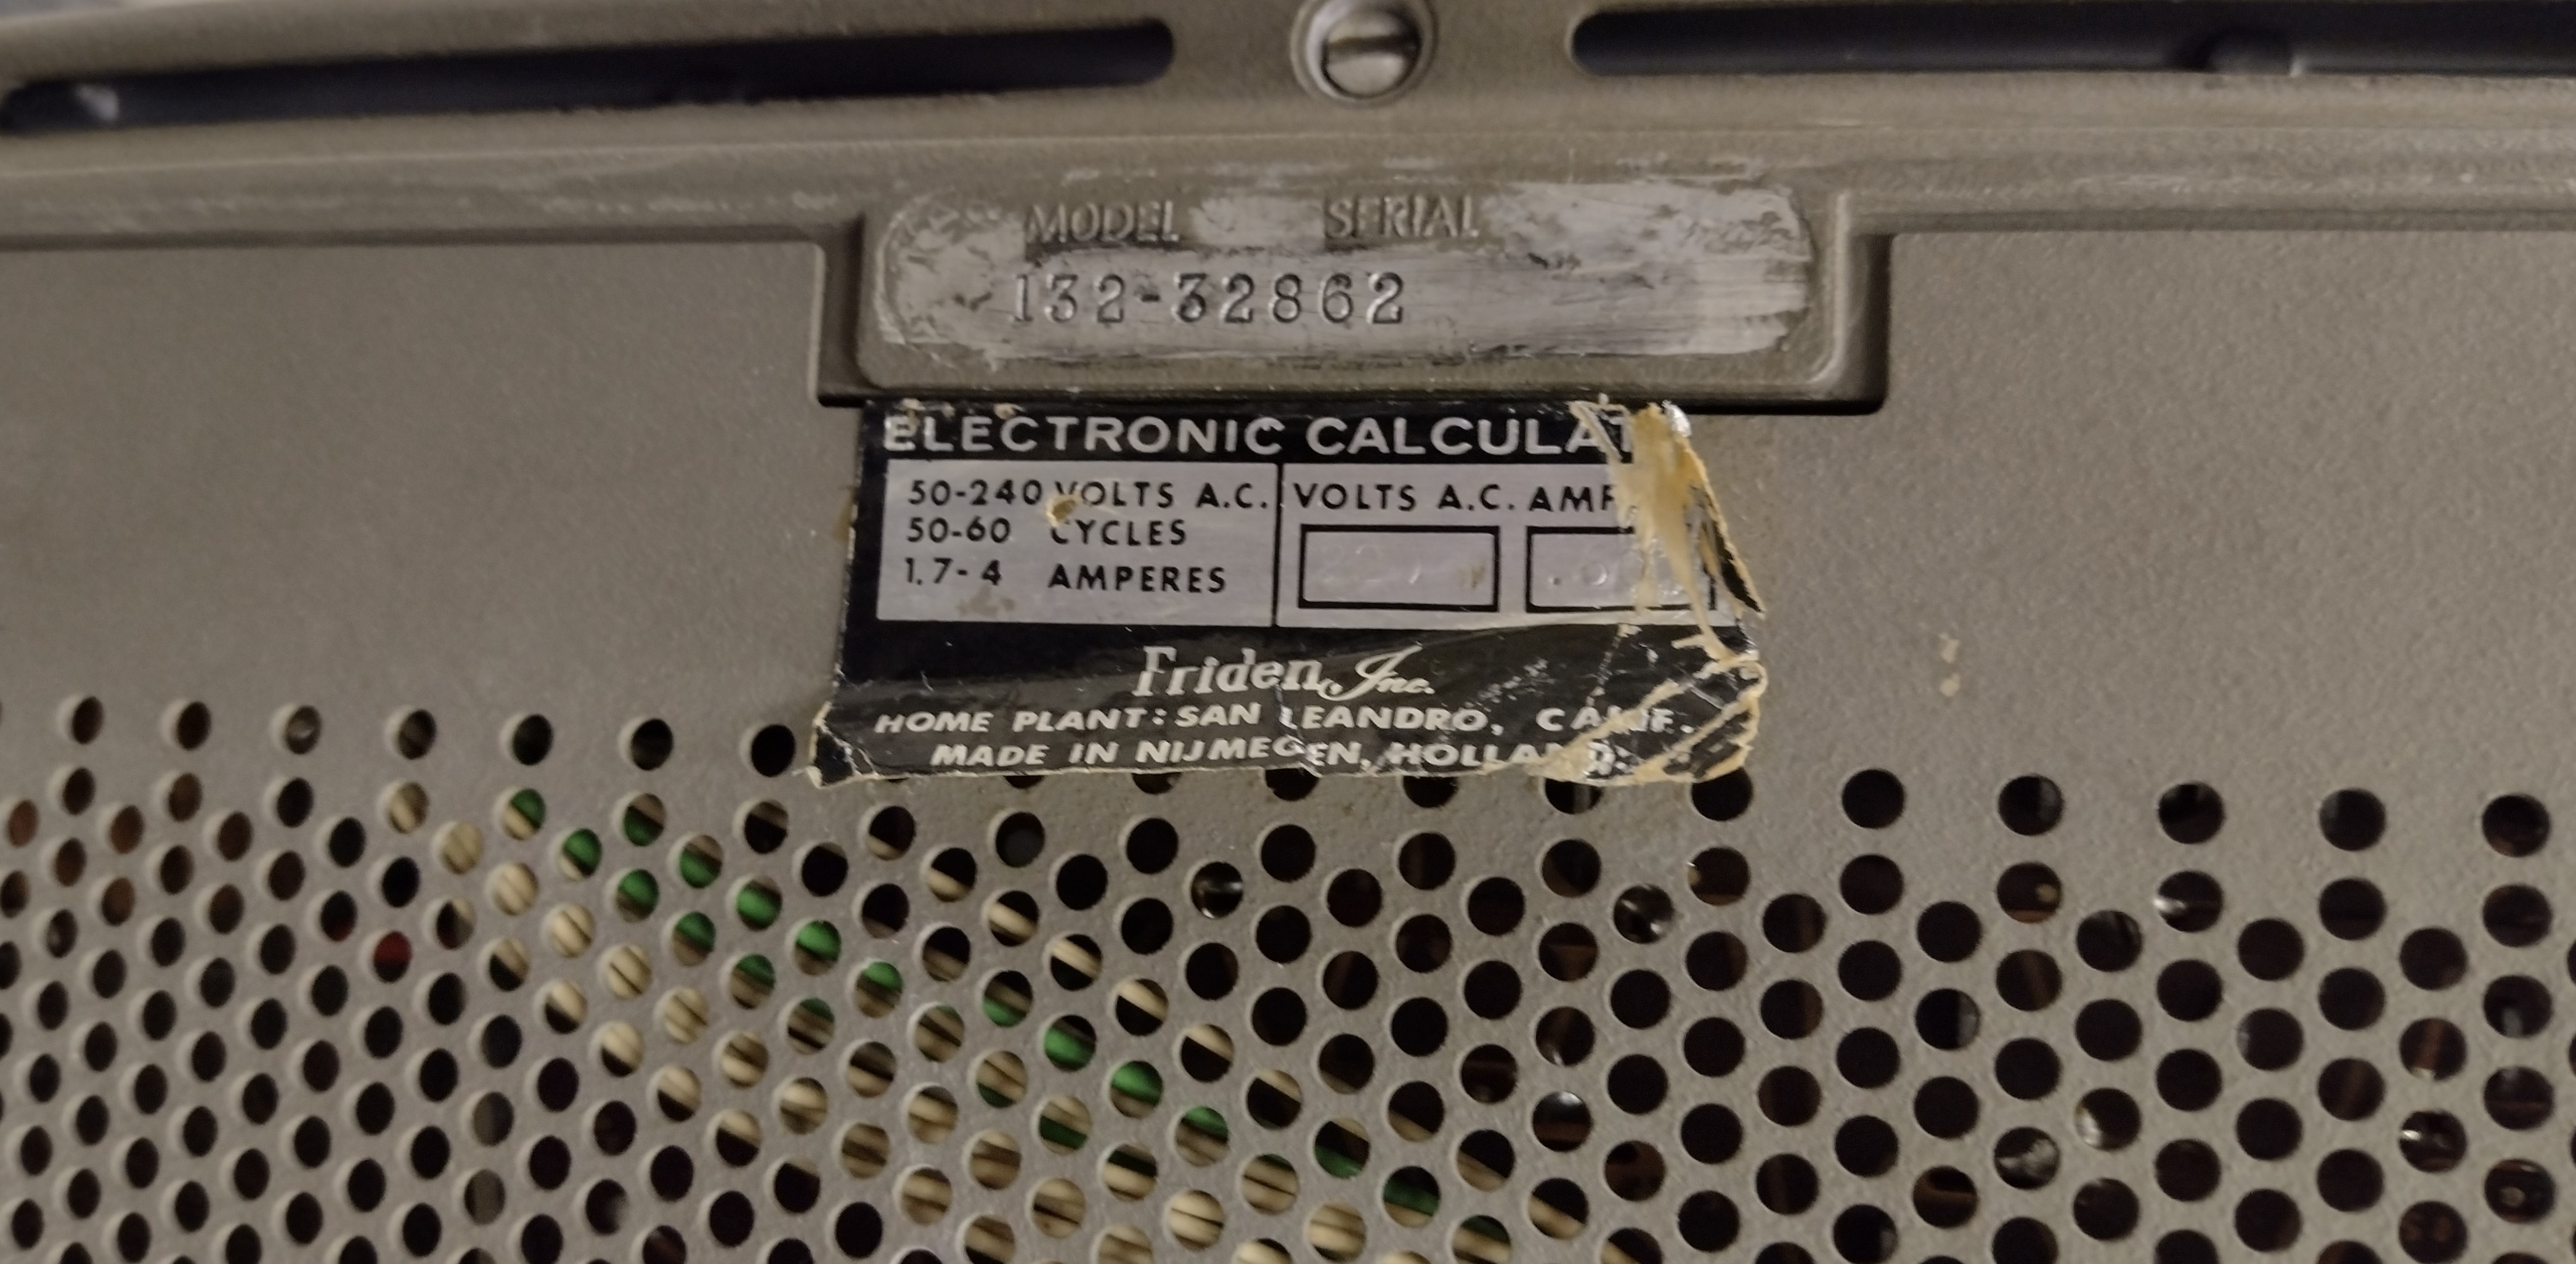 MODEL SERIAL
132-32862
ELECTRONIC CALCULAT
50-240 VOLTS A.C. VOLTS A.C. AMP
50-60 CYCLES
1.7-4 AMPERES
Friden, Inc.
HOME PLANT: SAN LEANDRO, CALIF.
MADE IN NIJMEGEN, HOLLAND